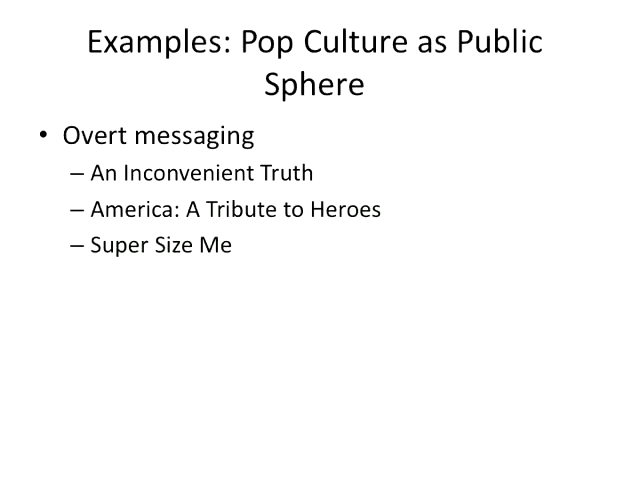 Examples: Pop Culture as Public
Sphere
• Overt messaging
– An Inconvenient Truth
– America: A Tribute to Heroes
– Super Size Me